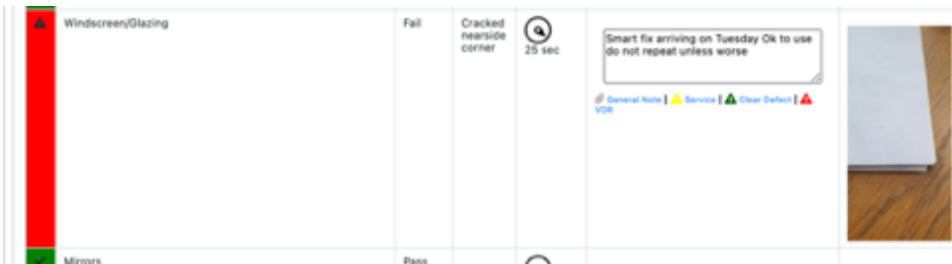 Windscreen/Glazing
Fail
Cracked
nearside
corner
25 sec
Smart fix arriving on Tuesday Ok to use
do not repeat unless worse
General Note | Service | Clear Defect |
VOR
Mirrors
Pass